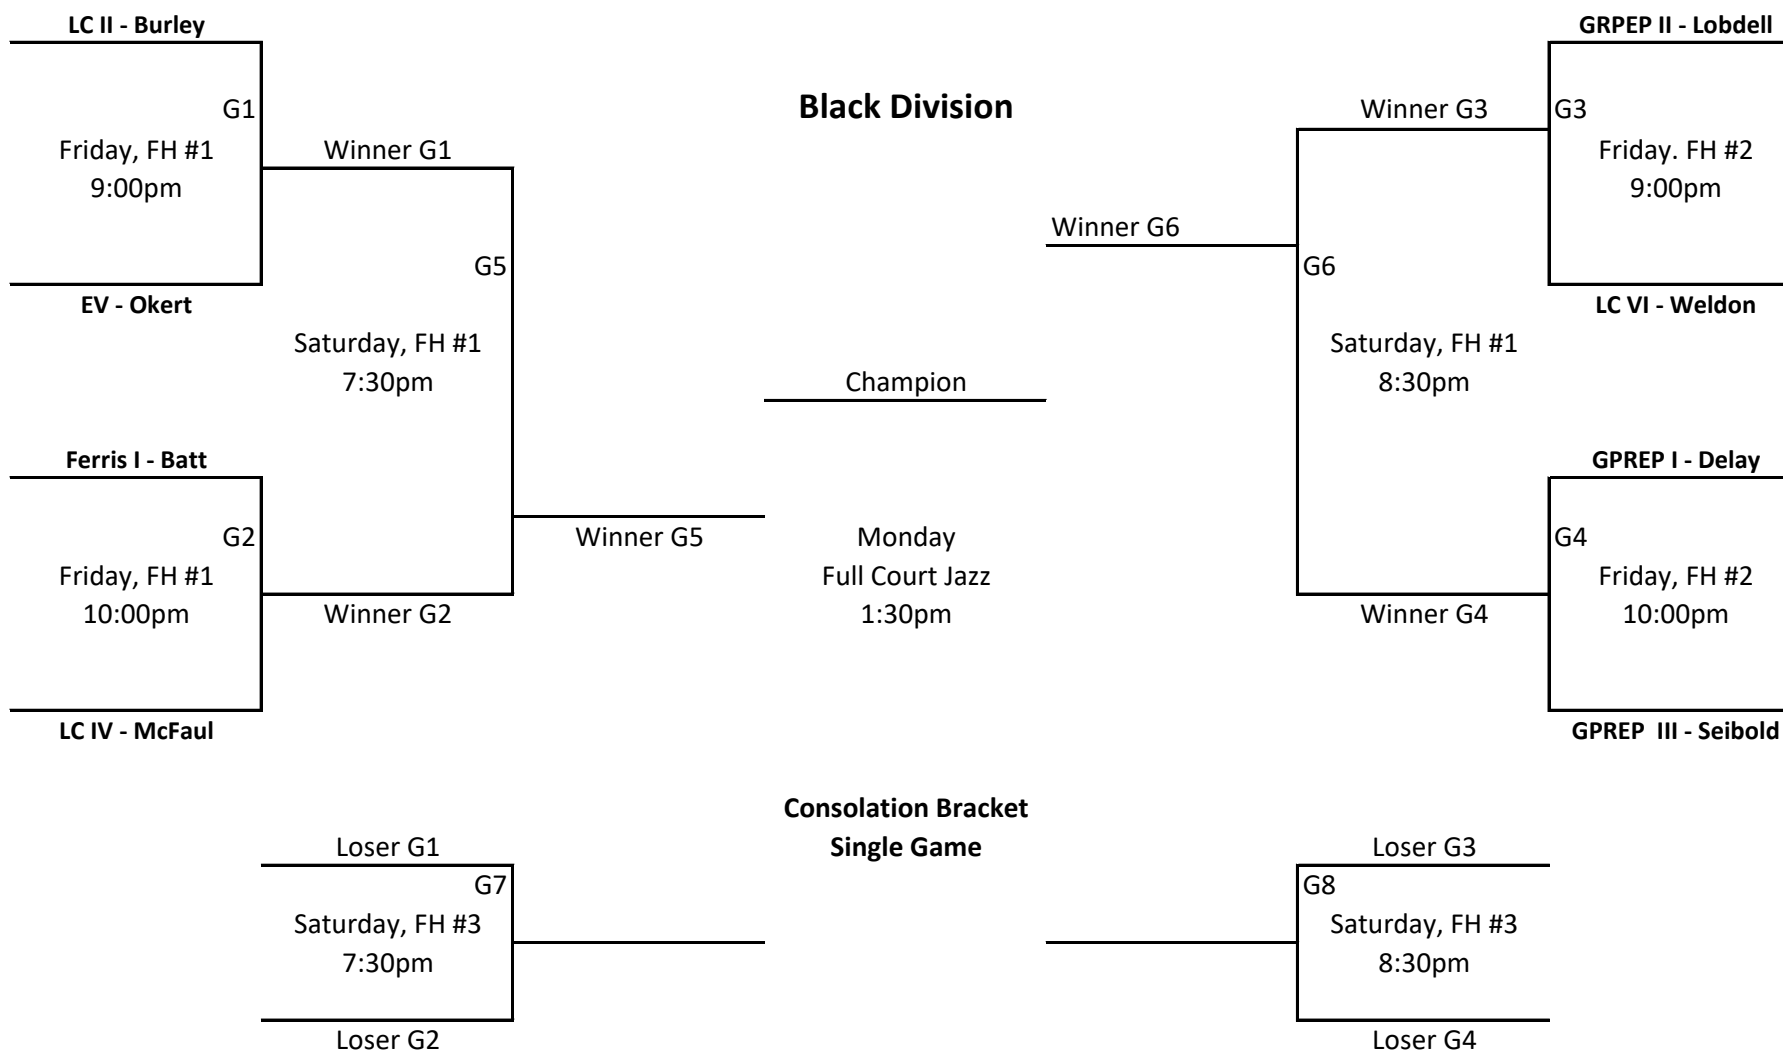 LC II - Burley
GRPEP II - Lobdell
G1
Black Division
Winner G3
G3
Friday, FH #1
Winner G1
Friday. FH #2
9:00pm
9:00pm
Winner G6
G5
G6
EV - Okert
LC VI - Weldon
Saturday, FH #1
Saturday, FH #1
7:30pm
Champion
8:30pm
Ferris I - Batt
GPREP I - Delay
G2
Winner G5
Monday
G4
Friday, FH #1
Full Court Jazz
Friday, FH #2
10:00pm
Winner G2
1:30pm
Winner G4
10:00pm
LC IV - McFaul
GPREP  III - Seibold
Consolation Bracket
Loser G1
Single Game
Loser G3
G7
G8
Saturday, FH #3
Saturday, FH #3
7:30pm
8:30pm
Loser G2
Loser G4